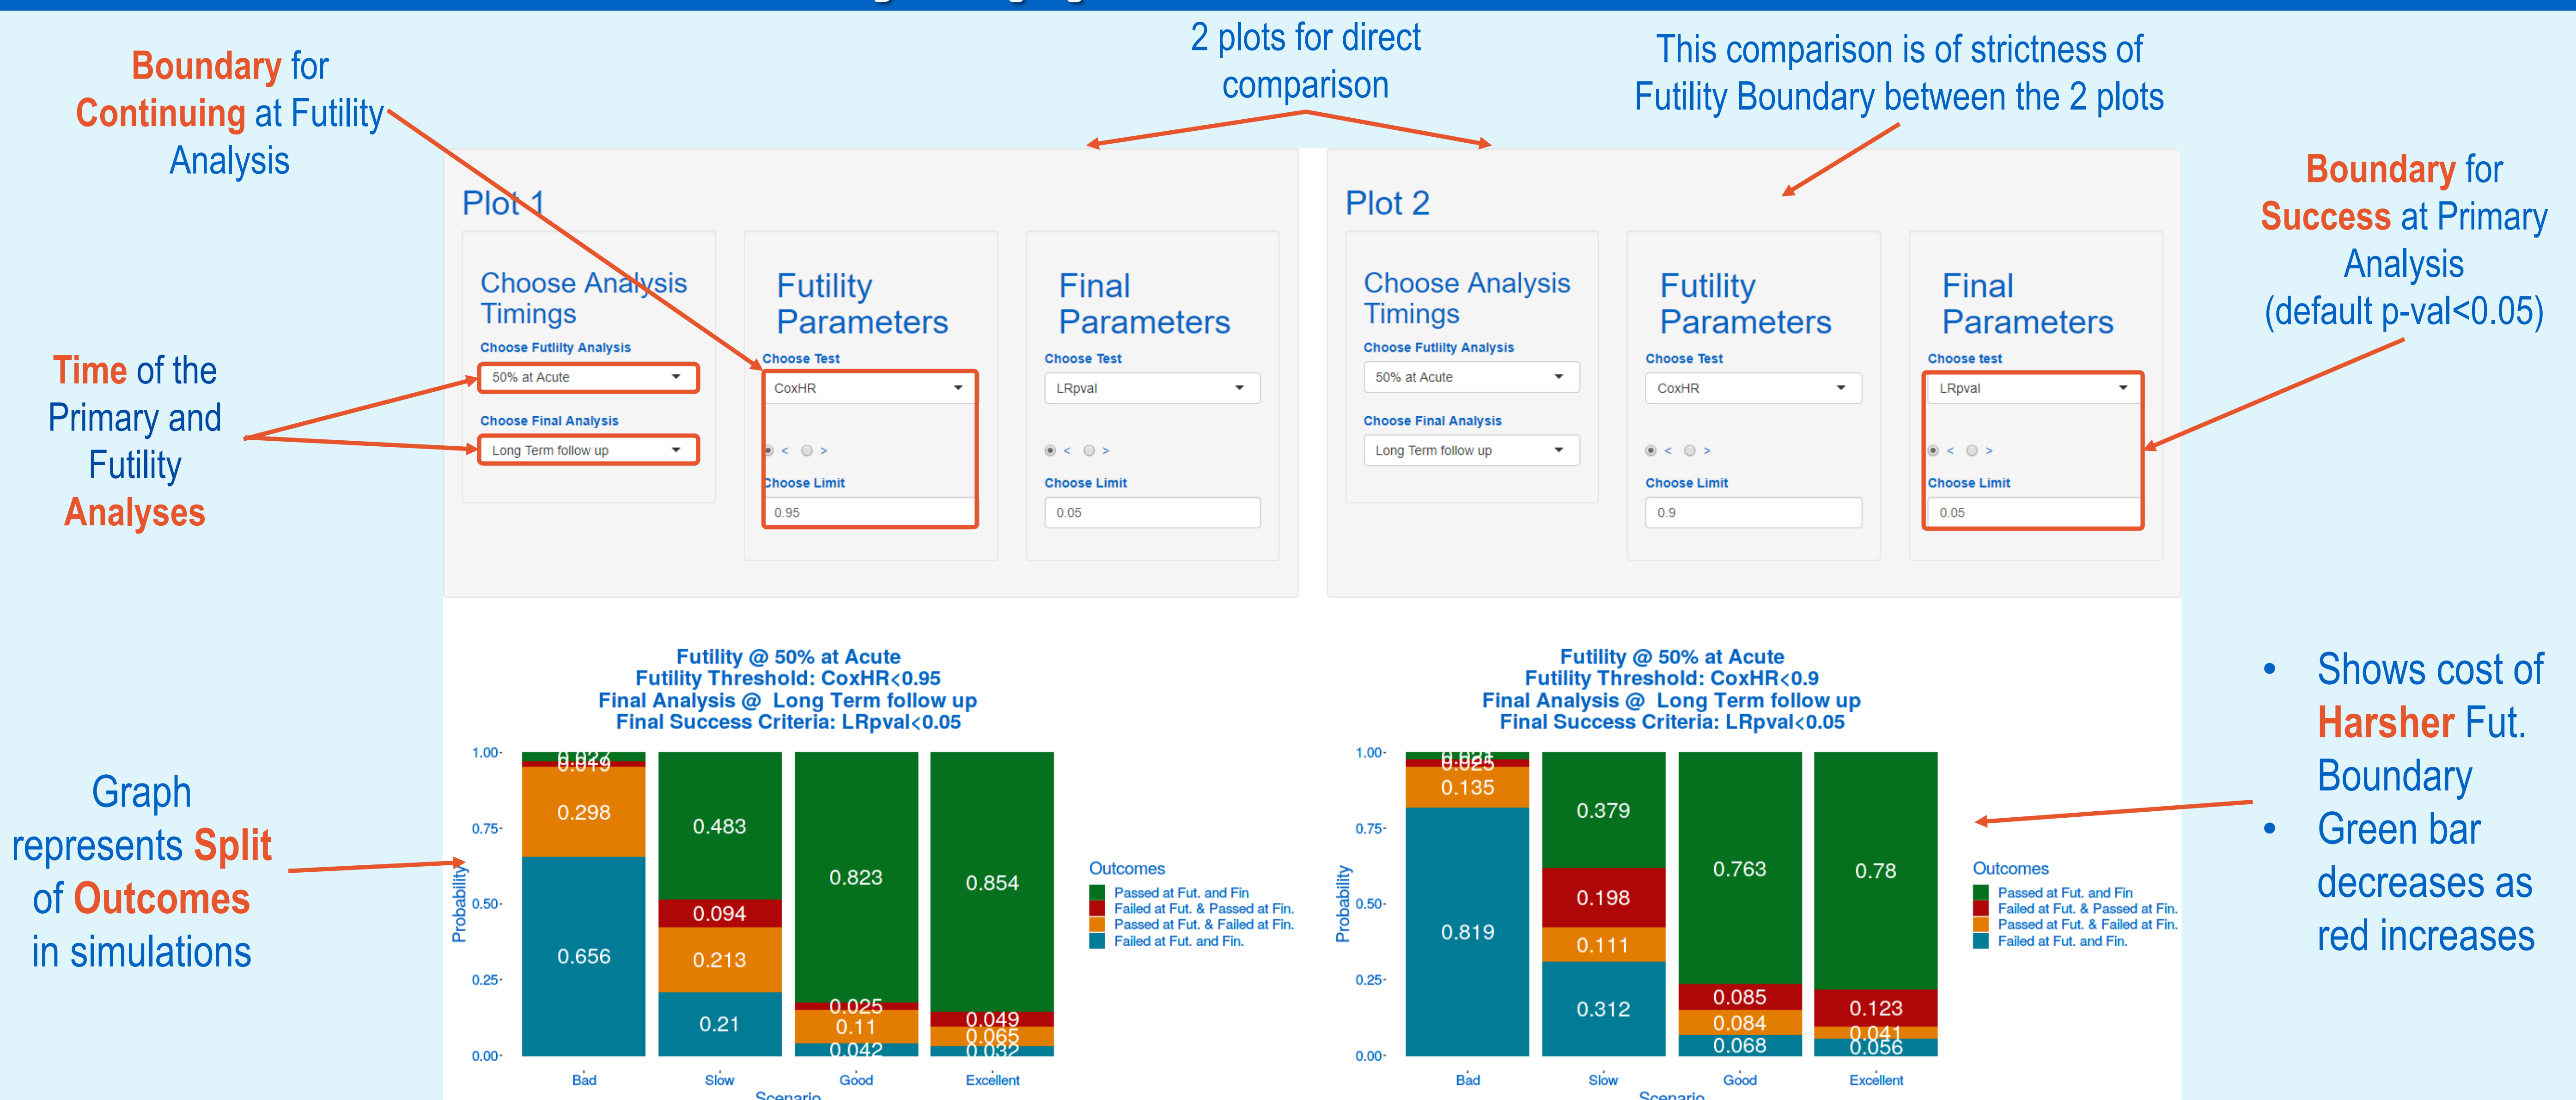 Boundary for
Continuing at Futility
Analysis
2 plots for direct
comparison
This comparison is of strictness of
Futility Boundary between the 2 plots
Boundary for
Success at Primary
Analysis
(default p-val<0.05)
Time of the
Primary and
Futility
Analyses
Plot 1
Choose Analysis
Timings
Choose Futlilty Analysis
50% at Acute
Choose Final Analysis
Long Term follow up
Futility
Parameters
Choose Test
CoxHR
< >
Choose Limit
0.95
Final
Parameters
Choose Test
LRpval
< >
Choose Limit
0.05
Plot 2
Choose Analysis
Timings
Choose Futlilty Analysis
50% at Acute
Choose Final Analysis
Long Term follow up
Futility
Parameters
Choose Test
CoxHR
< >
Choose Limit
0.9
Final
Parameters
Choose test
LRpval
< >
Choose Limit
0.05
Graph
represents Split
of Outcomes
in simulations
Futility @ 50% at Acute
Futility Threshold: CoxHR<0.95
Final Analysis @ Long Term follow up
Final Success Criteria: LRpval<0.05
Probability
1.00
0.75
0.50
0.25
0.00
0.027
0.019
0.298
0.656
0.483
0.094
0.213
0.21
0.823
0.025
0.11
0.042
0.854
0.049
0.065
0.032
Bad
Slow
Good
Excellent
Scenario
Outcomes
Passed at Fut. and Fin
Failed at Fut. & Passed at Fin.
Passed at Fut. & Failed at Fin.
Failed at Fut. and Fin.
Futility @ 50% at Acute
Futility Threshold: CoxHR<0.9
Final Analysis @ Long Term follow up
Final Success Criteria: LRpval<0.05
Probability
1.00
0.75
0.50
0.25
0.00
0.025
0.135
0.819
0.379
0.198
0.111
0.312
0.763
0.085
0.084
0.068
0.78
0.123
0.041
0.056
Bad
Slow
Good
Excellent
Scenario
Outcomes
Passed at Fut. and Fin
Failed at Fut. & Passed at Fin.
Passed at Fut. & Failed at Fin.
Failed at Fut. and Fin.
• Shows cost of
Harsher Fut.
Boundary
• Green bar
decreases as
red increases